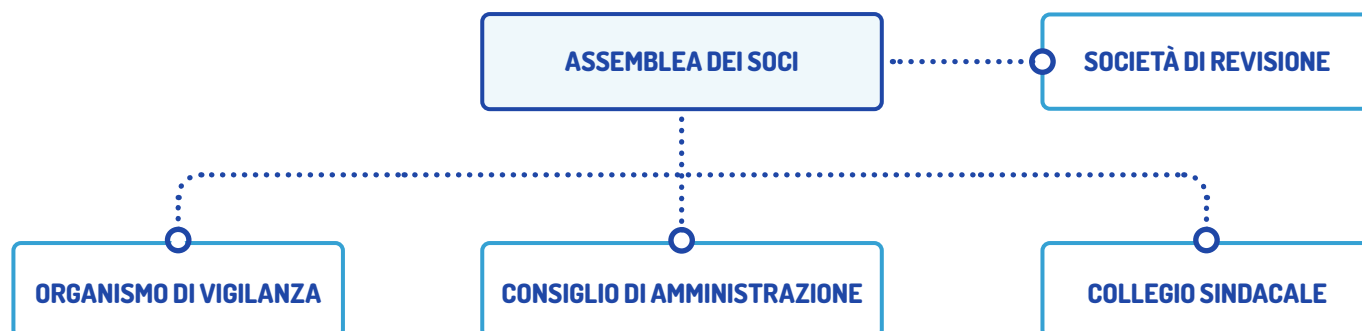 ASSEMBLEA DEI SOCI
SOCIETÀ DI REVISIONE
ORGANISMO DI VIGILANZA
CONSIGLIO DI AMMINISTRAZIONE
COLLEGIO SINDACALE